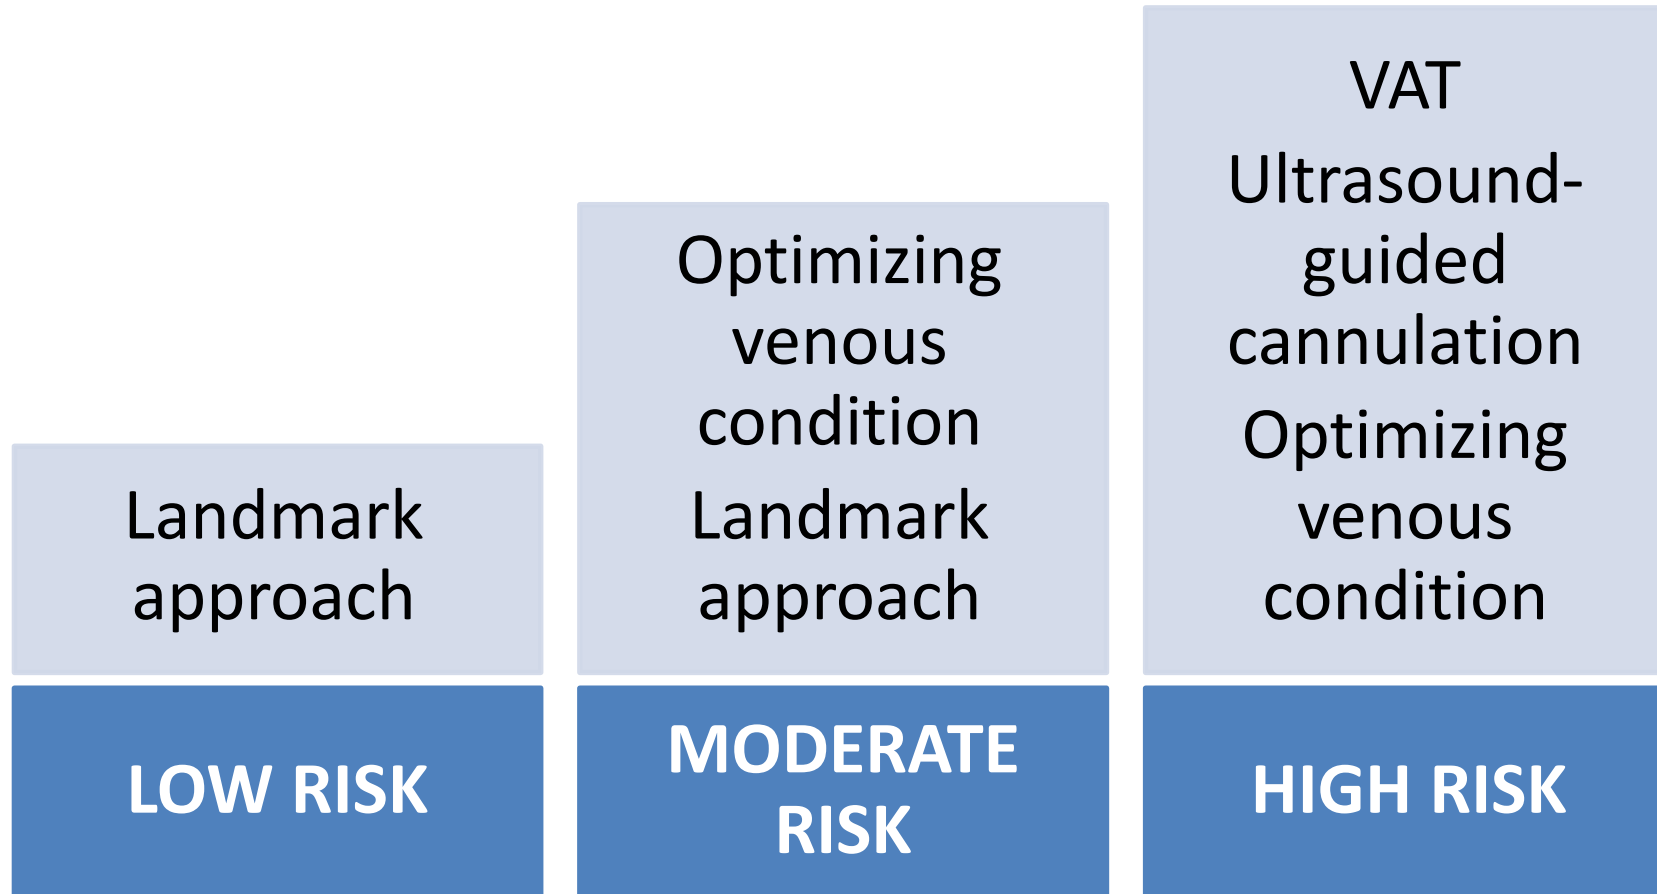 Landmark
approach
LOW RISK
Optimizing
venous
condition
Landmark
approach
MODERATE
RISK
VAT
Ultrasound-
guided
cannulation
Optimizing
venous
condition
HIGH RISK